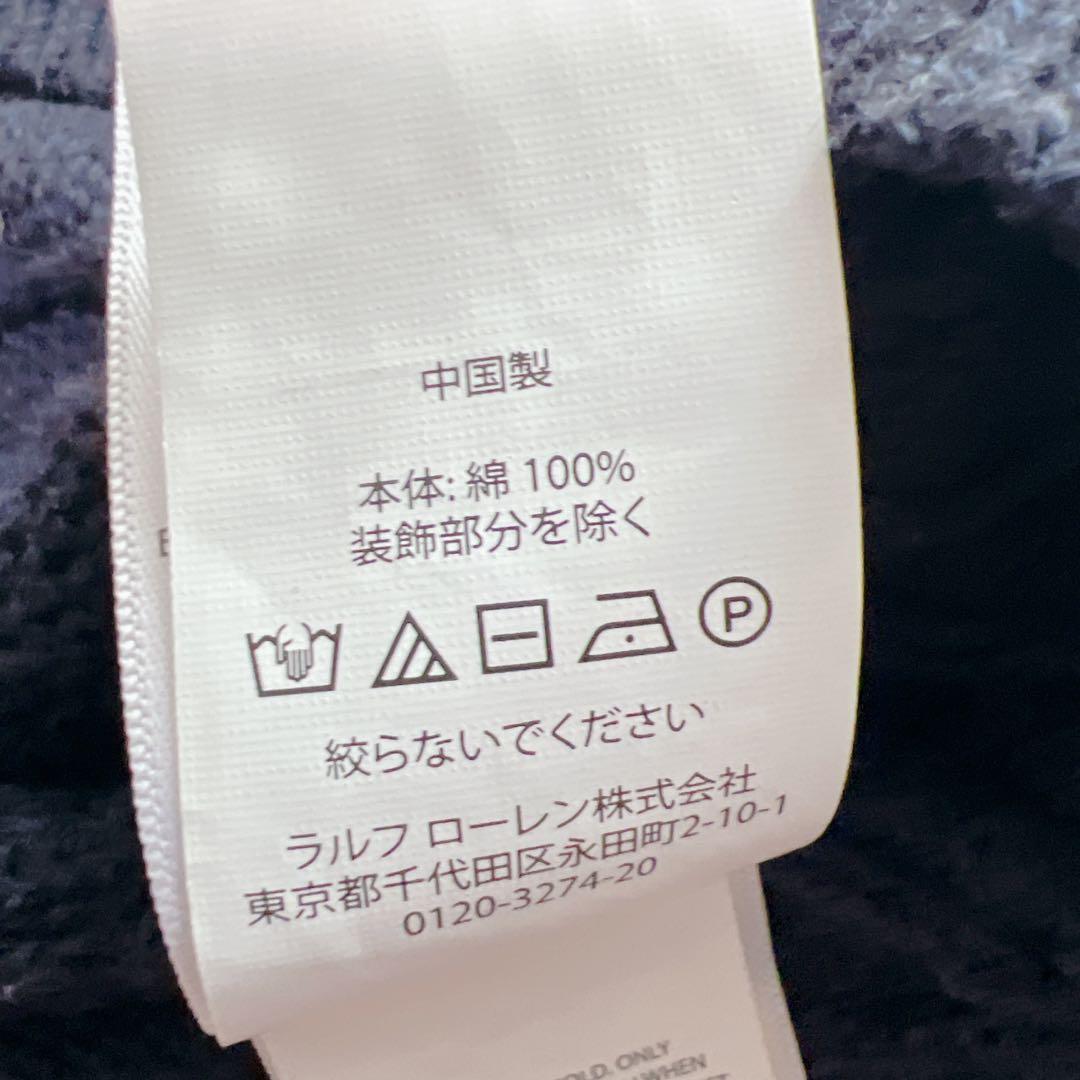 中国製
本体: 綿 100%
装飾部分を除く
P
絞らないでください
ラルフ ローレン株式会社
東京都千代田区永田町2-10-1
0120-3274-20
ONLY
WHEN